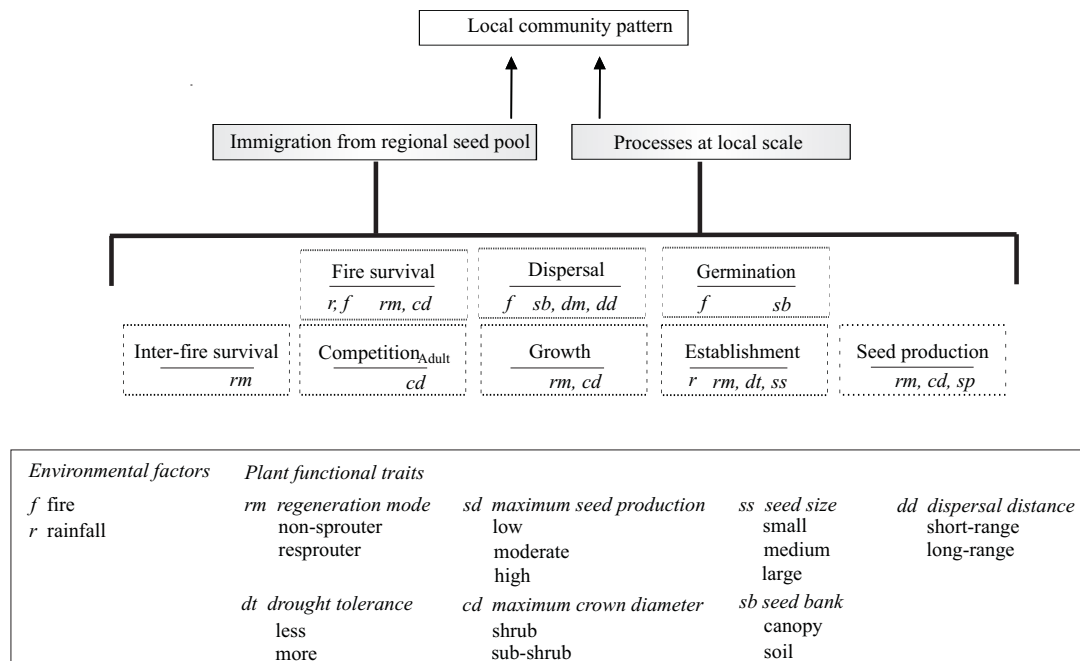 Local community pattern
Immigration from regional seed pool
Processes at local scale
Fire survival
r, f rm, cd
Dispersal
f sb, dm, dd
Germination
f sb
Inter-fire survival
rm
Competition Adult
cd
Growth
rm, cd
Establishment
r rm, dt, ss
Seed production
rm, cd, sp
Environmental factors
f fire
r rainfall
Plant functional traits
rm regeneration mode
non-sprouter
resprouter
sd maximum seed production
low
moderate
high
ss seed size
small
medium
large
dd dispersal distance
short-range
long-range
dt drought tolerance
less
more
cd maximum crown diameter
shrub
sub-shrub
sb seed bank
canopy
soil